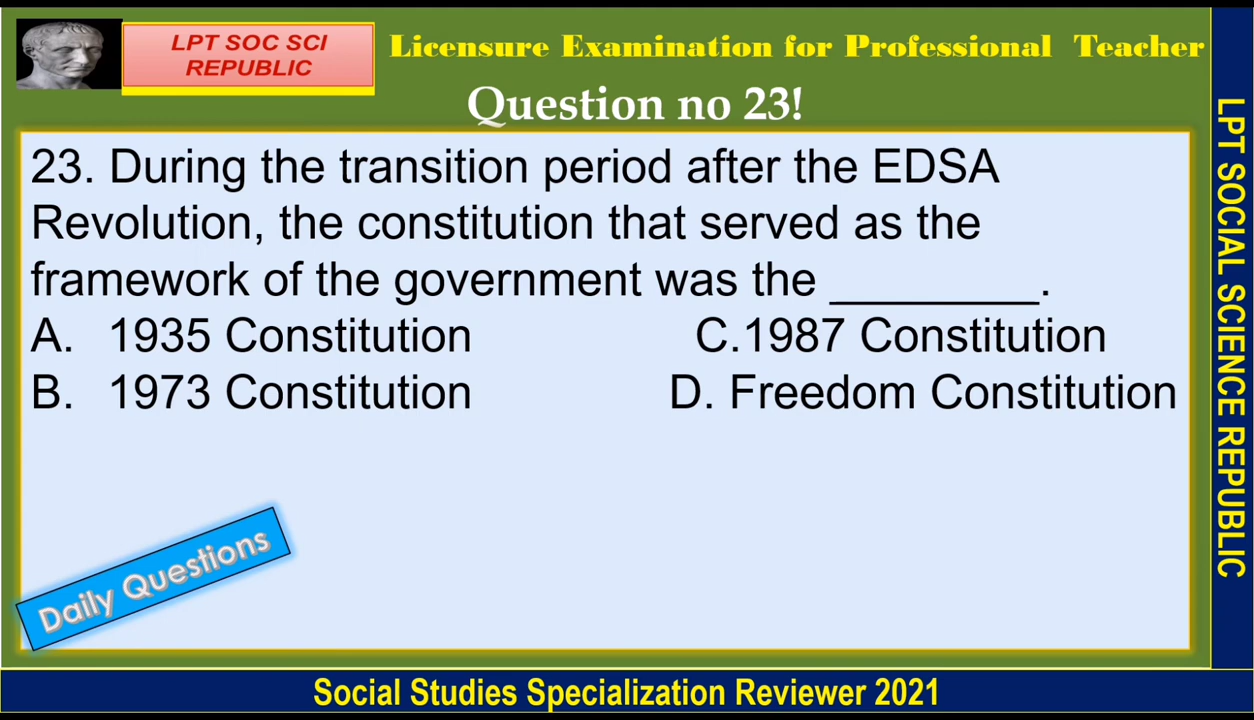 LPT SOC SCI
REPUBLIC
Licensure Examination for Professional Teacher
Question no 23!
23. During the transition period after the EDSA
Revolution, the constitution that served as the
framework of the government was the ________.
A. 1935 Constitution C.1987 Constitution
B. 1973 Constitution D. Freedom Constitution
Daily Questions
LPT SOCIAL SCIENCE REPUBLIC
Social Studies Specialization Reviewer 2021